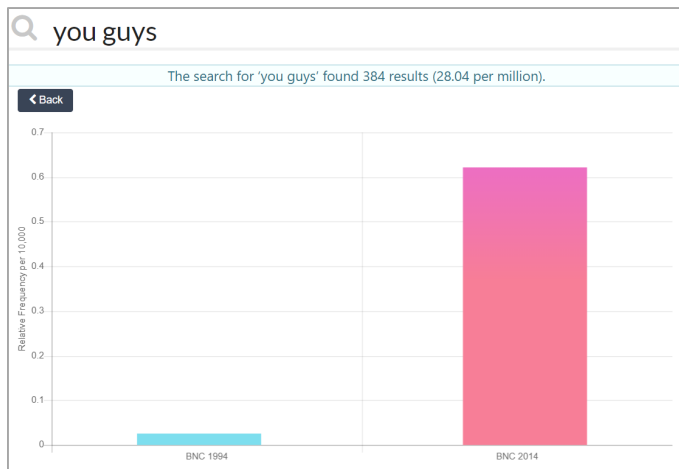 you guys
The search for 'you guys' found 384 results (28.04 per million).
Back
0.7
0.6
0.5
0.4
0.3
0.2
0.1
0
Relative Frequency per 10,000
BNC 1994
BNC 2014